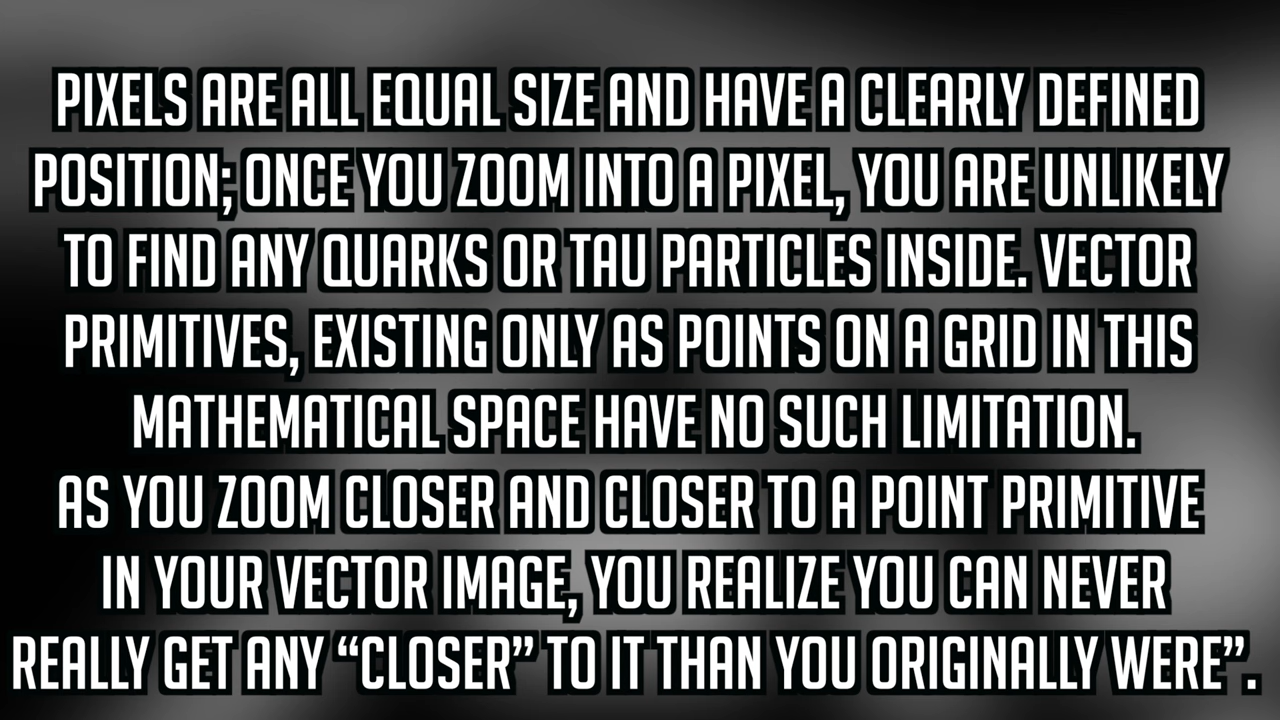 PIXELS ARE ALL EQUAL SIZE AND HAVE A CLEARLY DEFINED
POSITION; ONCE YOU ZOOM INTO A PIXEL, YOU ARE UNLIKELY
TO FIND ANY QUARKS OR TAU PARTICLES INSIDE. VECTOR
PRIMITIVES, EXISTING ONLY AS POINTS ON A GRID IN THIS
MATHEMATICAL SPACE HAVE NO SUCH LIMITATION.
AS YOU ZOOM CLOSER AND CLOSER TO A POINT PRIMITIVE
IN YOUR VECTOR IMAGE, YOU REALIZE YOU CAN NEVER
REALLY GET ANY “CLOSER” TO IT THAN YOU ORIGINALLY WERE”.